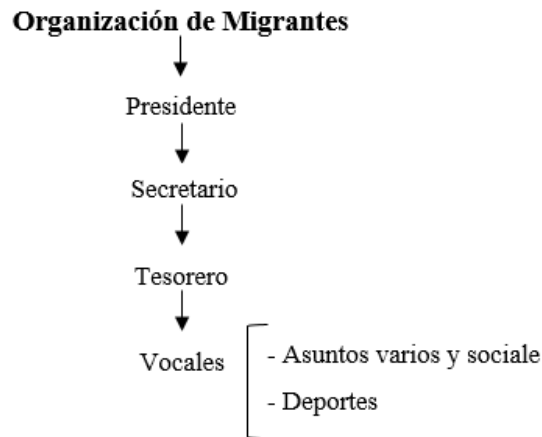 Organización de Migrantes
Presidente
Secretario
Tesorero
Vocales
- Asuntos varios y sociale
- Deportes